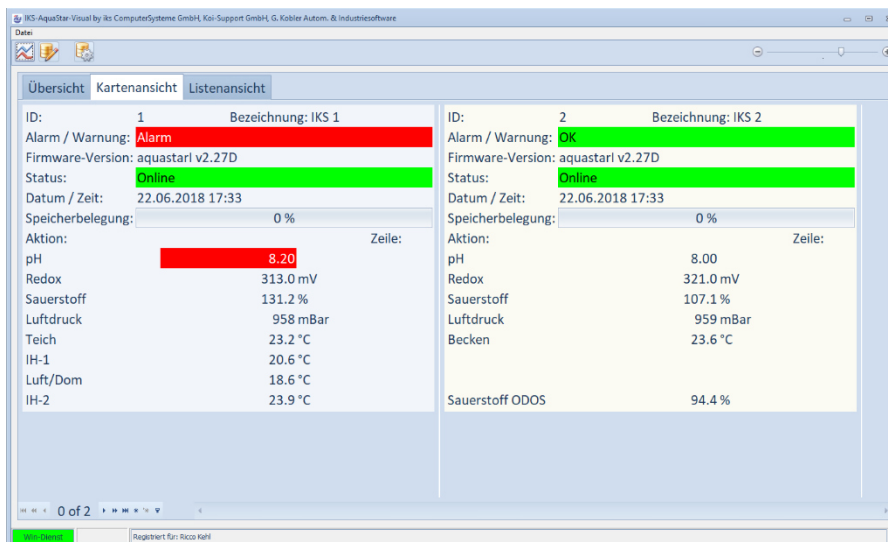 IKS-AquaStar-Visual by iks ComputerSysteme GmbH, Koi-Support GmbH, G. Kobler Autom. & Industriesoftware
Datei
Übersicht Kartenansicht Listenansicht
ID: 1 Bezeichnung: IKS 1
Alarm / Warnung: Alarm
Firmware-Version: aquastarl v2.27D
Status: Online
Datum / Zeit: 22.06.2018 17:33
Speicherbelegung: 0 %
Aktion: Zeile:
pH 8.20
Redox 313.0 mV
Sauerstoff 131.2 %
Luftdruck 958 mBar
Teich 23.2 °C
IH-1 20.6 °C
Luft/Dom 18.6 °C
IH-2 23.9 °C
ID: 2 Bezeichnung: IKS 2
Alarm / Warnung: OK
Firmware-Version: aquastarl v2.27D
Status: Online
Datum / Zeit: 22.06.2018 17:33
Speicherbelegung: 0 %
Aktion: Zeile:
pH 8.00
Redox 321.0 mV
Sauerstoff 107.1 %
Luftdruck 959 mBar
Becken 23.6 °C
Sauerstoff ODOS 94.4 %
0 of 2
Win-Dienst Registriert für: Ricco Kehl